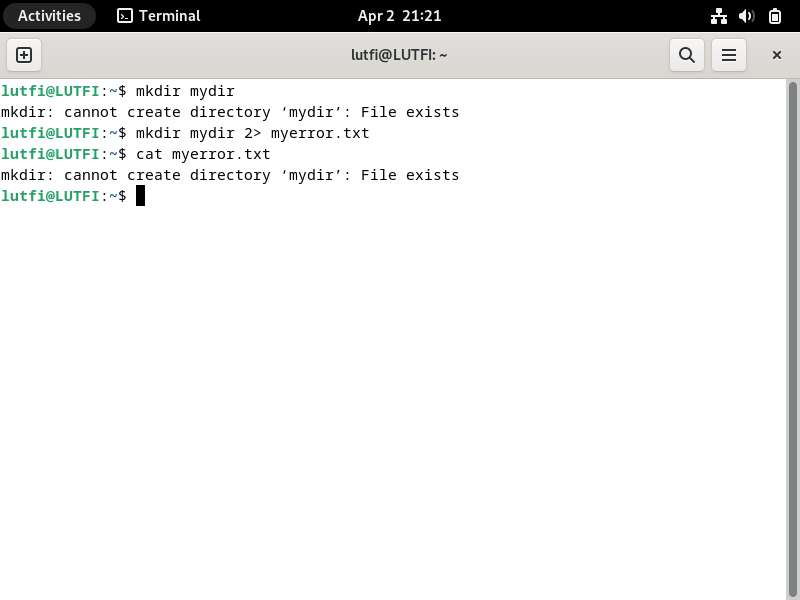 Activities
Terminal
Apr 2 21:21
lutfi@LUTFI: ~
lutfi@LUTFI:~$ mkdir mydir
mkdir: cannot create directory ‘mydir’: File exists
lutfi@LUTFI:~$ mkdir mydir 2> myerror.txt
lutfi@LUTFI:~$ cat myerror.txt
mkdir: cannot create directory ‘mydir’: File exists
lutfi@LUTFI:~$